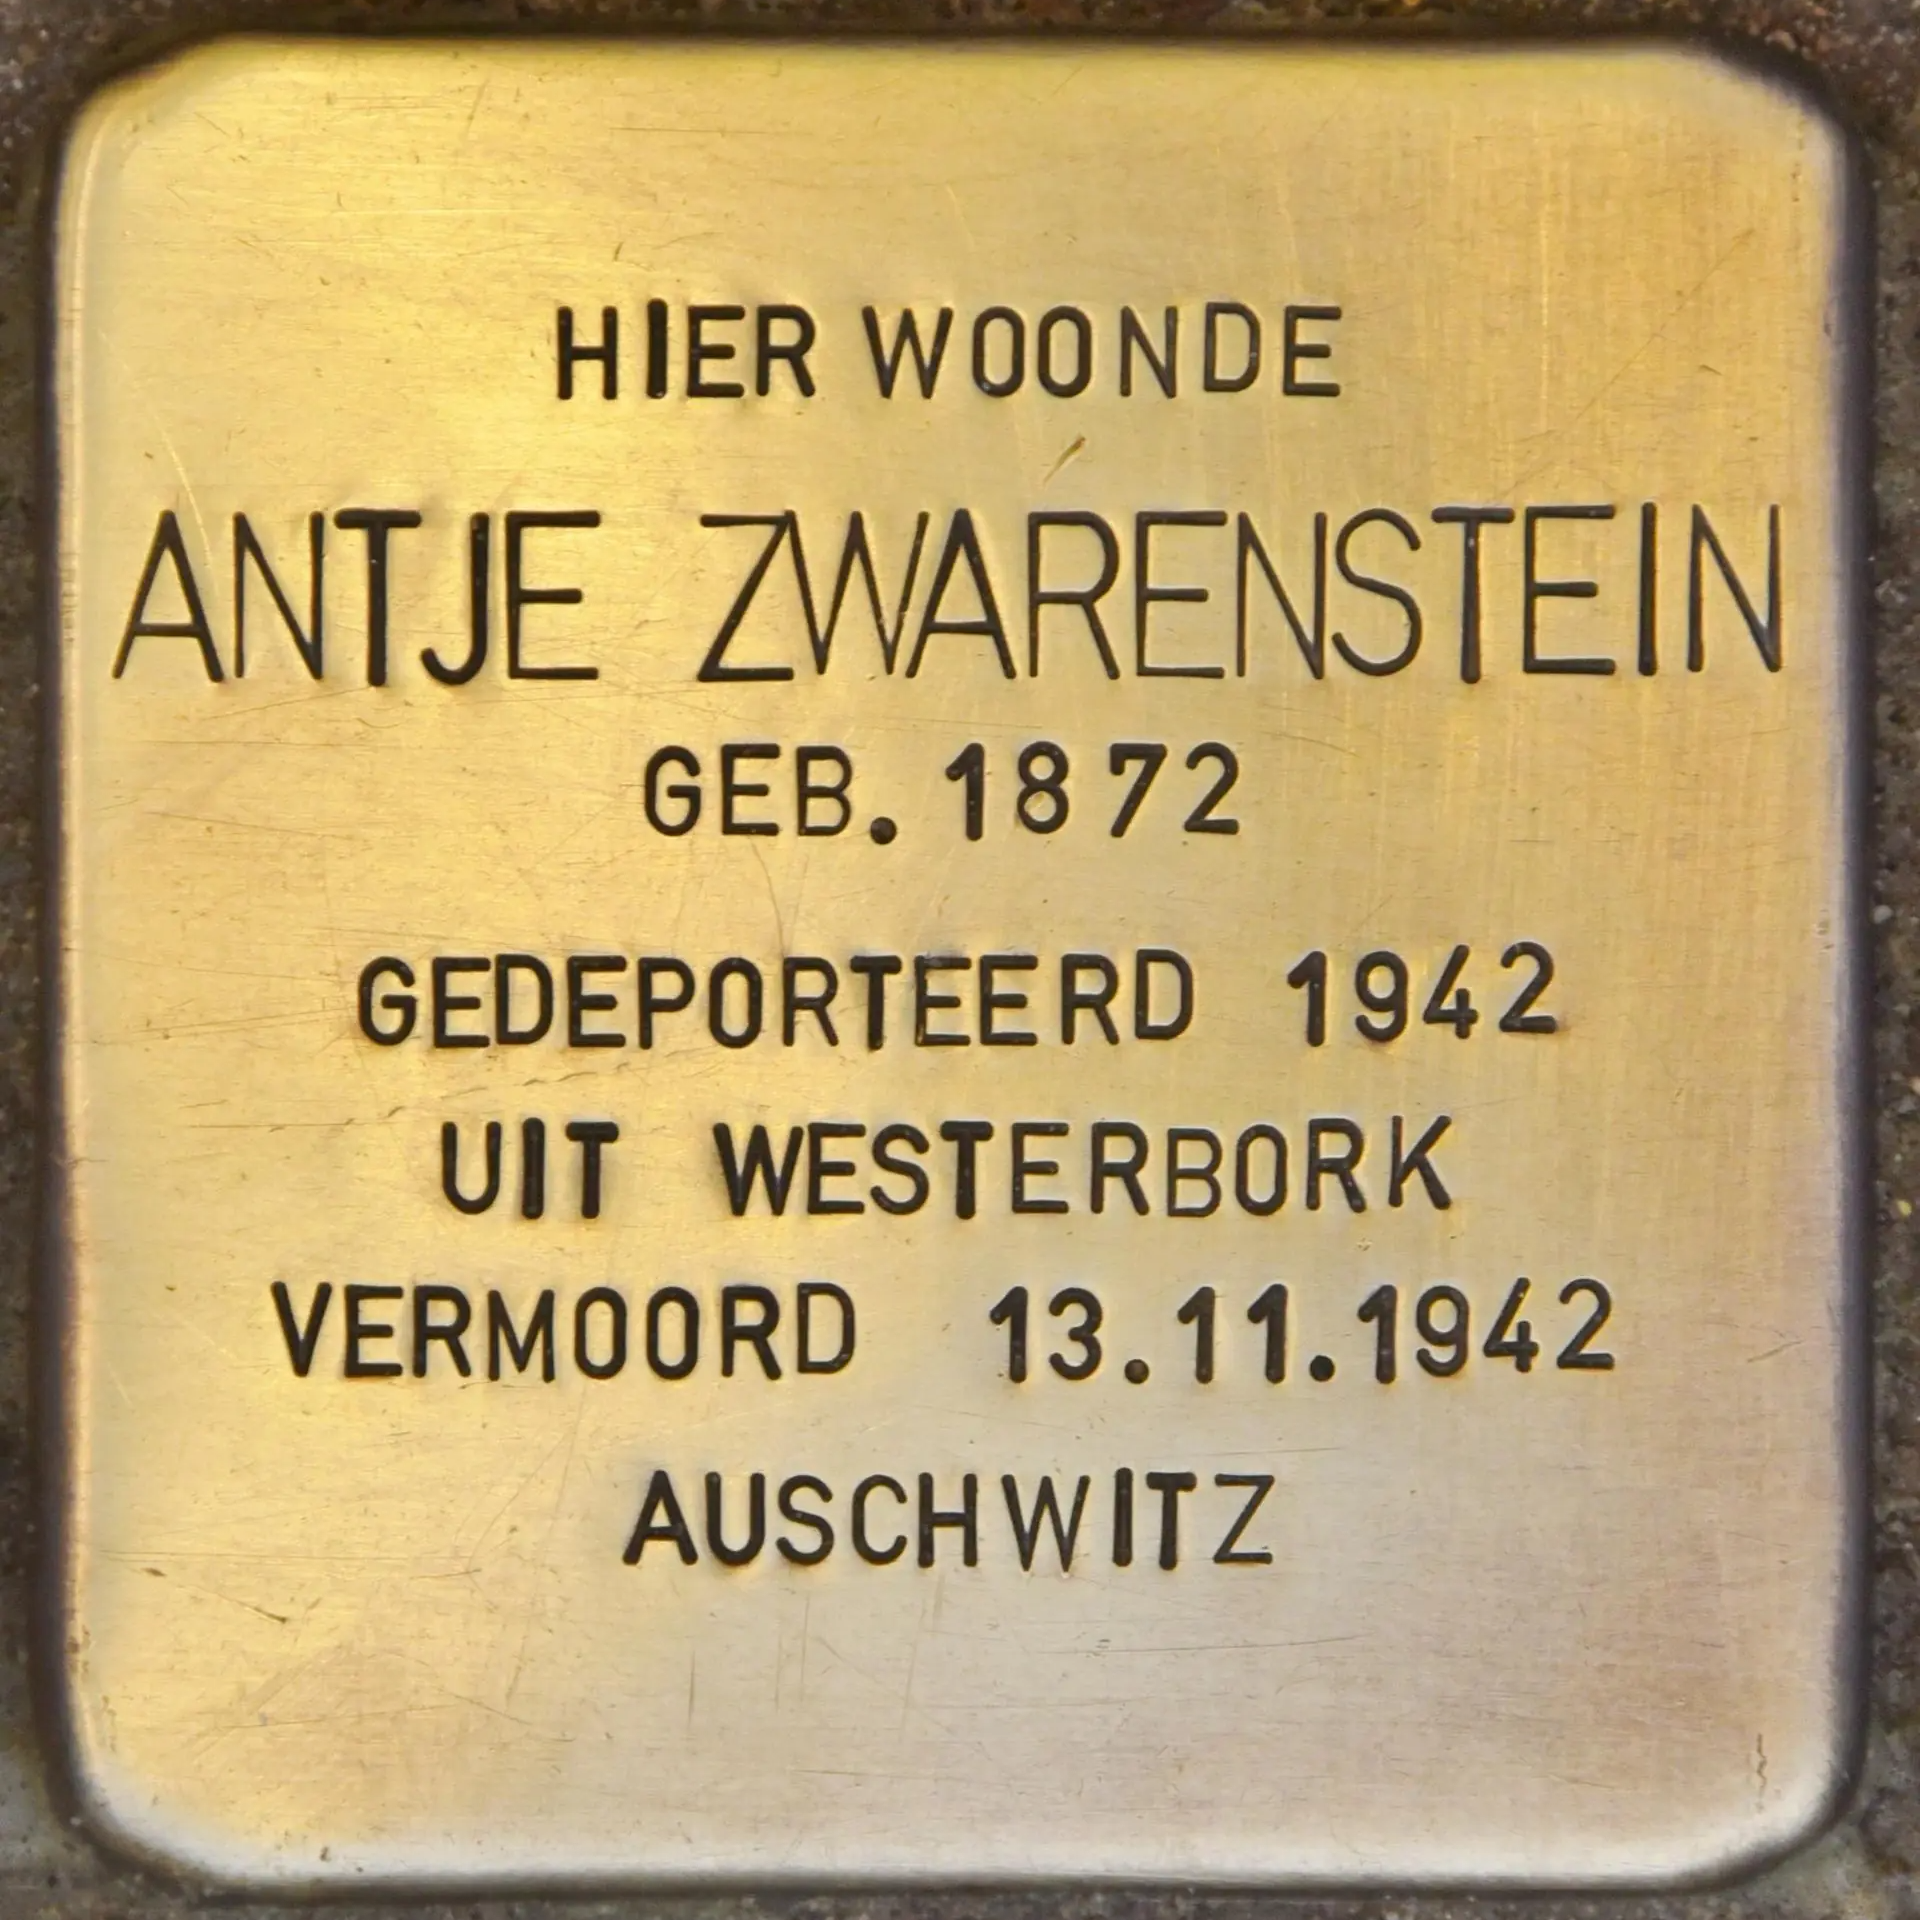 HIER WOONDE
ANTJE ZWARENSTEIN
GEB. 1872
GEDEPORTEERD 1942
UIT WESTERBORK
VERMOORD 13.11.1942
AUSCHWITZ